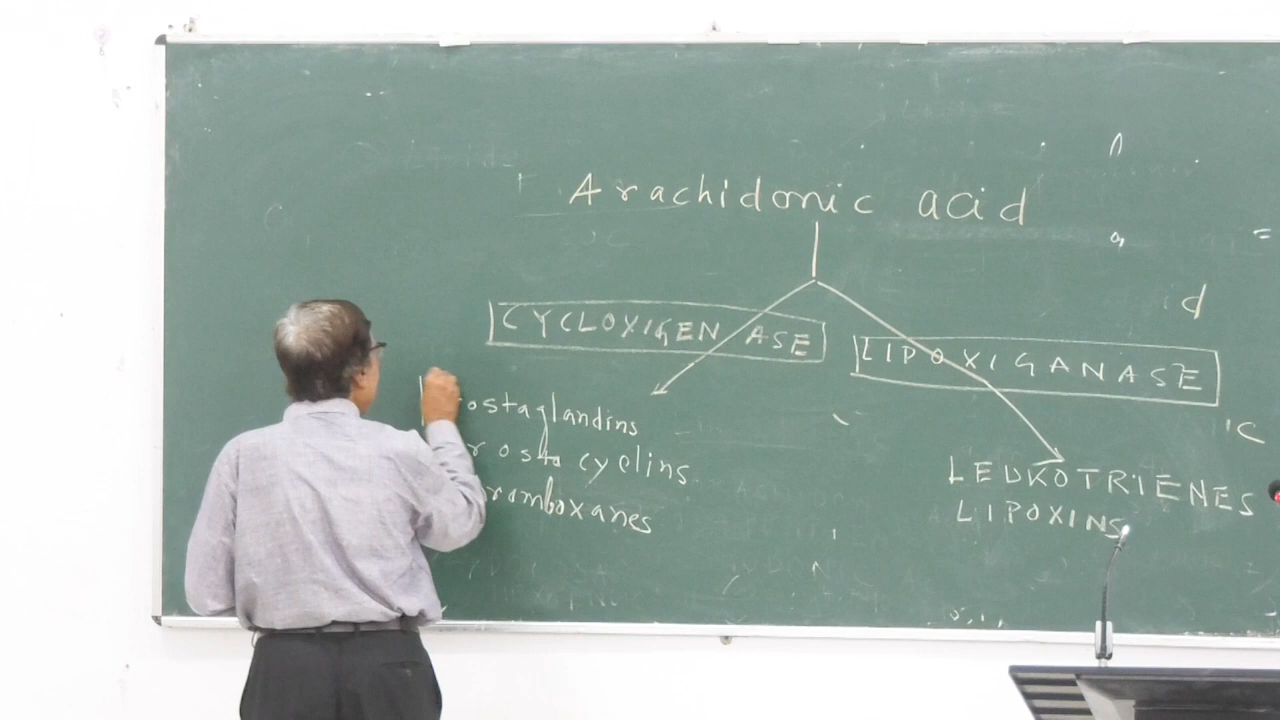 Arachidonic acid
CYCLOXIGENASE
LIPOXIGANASE
ostaglandins
rostacyclins
romboxanes
LEUKOTRIENES
LIPOXINS